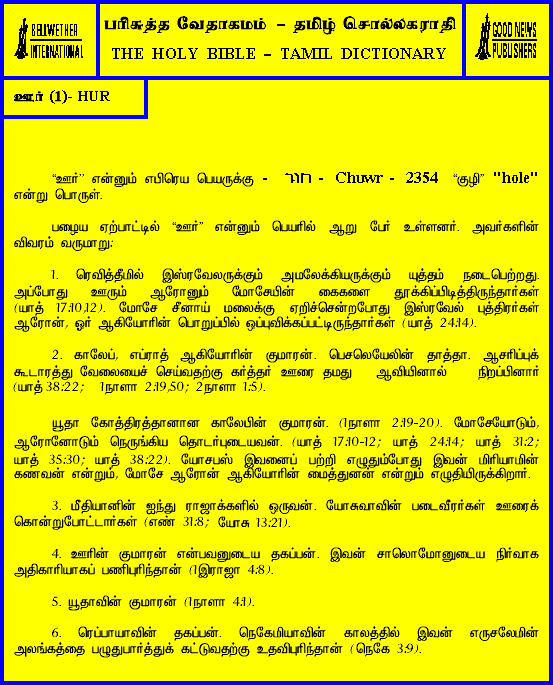 BELLWETHER
INTERNATIONAL
பரிசுத்த வேதாகமம் – தமிழ் சொல்லகராதி
THE HOLY BIBLE – TAMIL DICTIONARY
GOOD NEWS
PUBLISHERS
ஊர் (1)- HUR
“ஊர்” என்னும் எபிரெய பெயருக்கு - חוּר - Chuwr - 2354 “குழி” "hole"
என்று பொருள்.
பழைய ஏற்பாட்டில் “ஊர்” என்னும் பெயரில் ஆறு பேர் உள்ளனர். அவர்களின்
விவரம் வருமாறு:
1. ரெவித்தீமில் இஸ்ரவேலருக்கும் அமலேக்கியருக்கும் யுத்தம் நடைபெற்றது.
அப்போது ஊரும் ஆரோனும் மோசேயின் கைகளை தூக்கிப்பிடித்திருந்தார்கள்
(யாத் 17:10,12). மோசே சீனாய் மலைக்கு ஏறிச்சென்றபோது இஸ்ரவேல் புத்திரர்கள்
ஆரோன், ஓர் ஆகியோரின் பொறுப்பில் ஒப்புவிக்கப்பட்டிருந்தார்கள் (யாத் 24:14).
2. காலேப், எப்ராத் ஆகியோரின் குமாரன். பெசலெயேலின் தாத்தா. ஆசரிப்புக்
கூடாரத்து வேலையைச் செய்வதற்கு கர்த்தர் ஊரை தமது ஆவியினால் நிறப்பினார்
(யாத் 38:22; 1நாளா 2:19,50; 2நாளா 1:5).
யூதா கோத்திரத்தானான காலேபின் குமாரன். (1நாளா 2:19-20). மோசேயோடும்,
ஆரோனோடும் நெருங்கிய தொடர்புடையவன். (யாத் 17:10-12; யாத் 24:14; யாத் 31:2;
யாத் 35:30; யாத் 38:22). யோசபஸ் இவனைப் பற்றி எழுதும்போது இவன் மிரியாமின்
கணவன் என்றும், மோசே ஆரோன் ஆகியோரின் மைத்துனன் என்றும் எழுதியிருக்கிறார்.
3. மீதியானின் ஐந்து ராஜாக்களில் ஒருவன். யோசுவாவின் படைவீரர்கள் ஊரைக்
கொன்றுபோட்டார்கள் (எண் 31:8; யோசு 13:21).
4. ஊரின் குமாரன் என்பவனுடைய தகப்பன். இவன் சாலொமோனுடைய நிர்வாக
அதிகாரியாகப் பணிபுரிந்தான் (1இராஜா 4:8).
5. யூதாவின் குமாரன் (1நாளா 4:1).
6. ரெப்பாயாவின் தகப்பன். நெகேமியாவின் காலத்தில் இவன் எருசலேமின்
அலங்கத்தை பழுதுபார்த்துக் கட்டுவதற்கு உதவிபுரிந்தான் (நெகே 3:9).